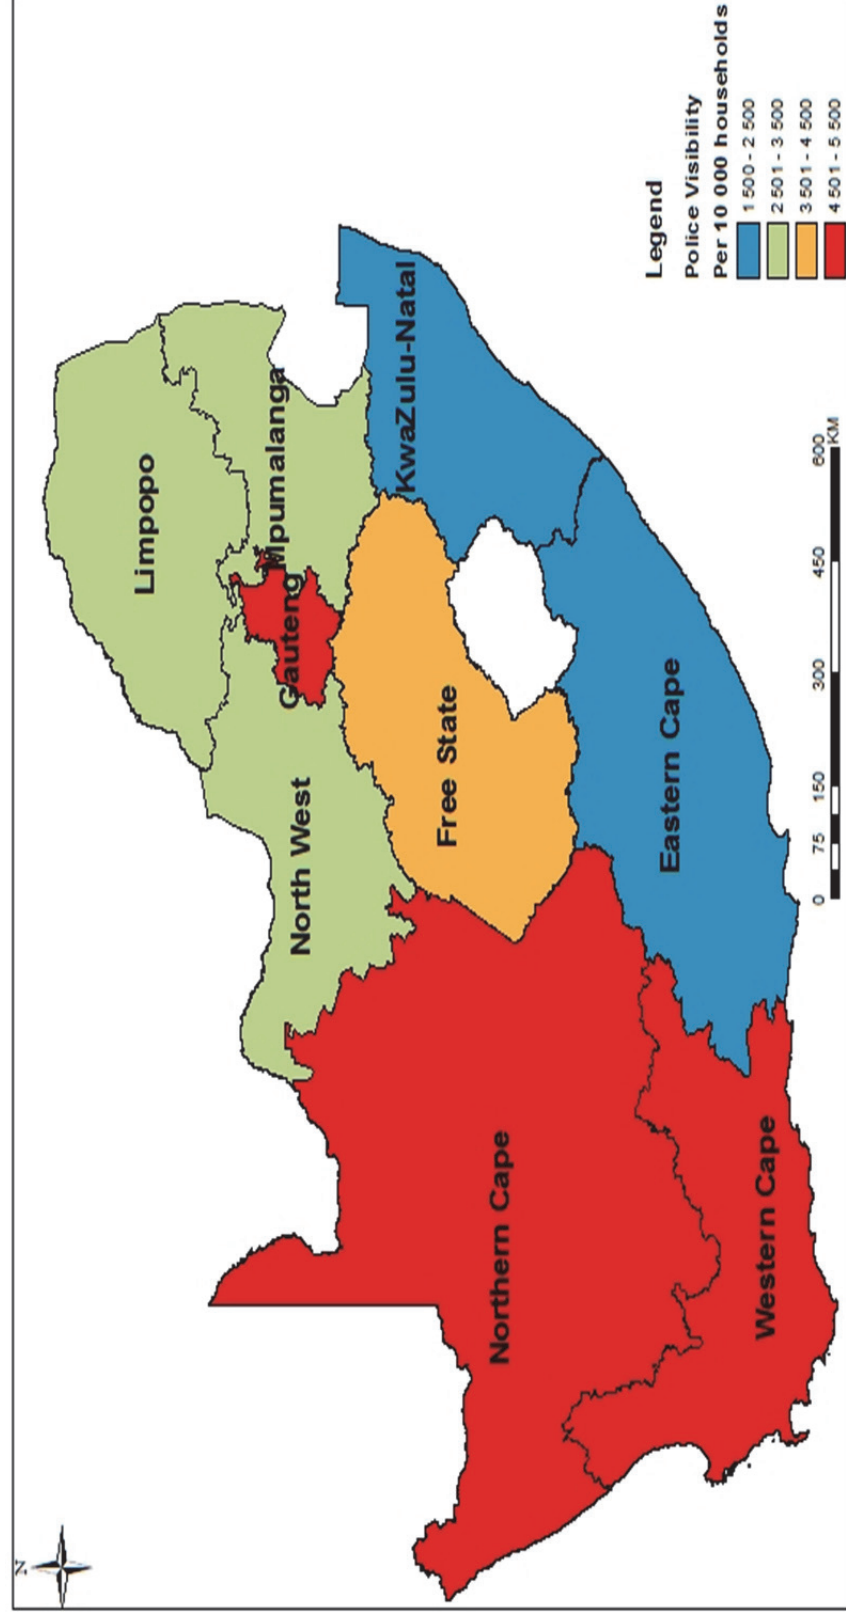 N
Limpopo
Mpumalanga
Gauteng
North West
KwaZulu-Natal
Free State
Northern Cape
Eastern Cape
Western Cape
Legend
Police Visibility
Per 10 000 households
1 500 - 2 500
2 501 - 3 500
3 501 - 4 500
4 501 - 5 500
0 75 150 300 450 600
KM